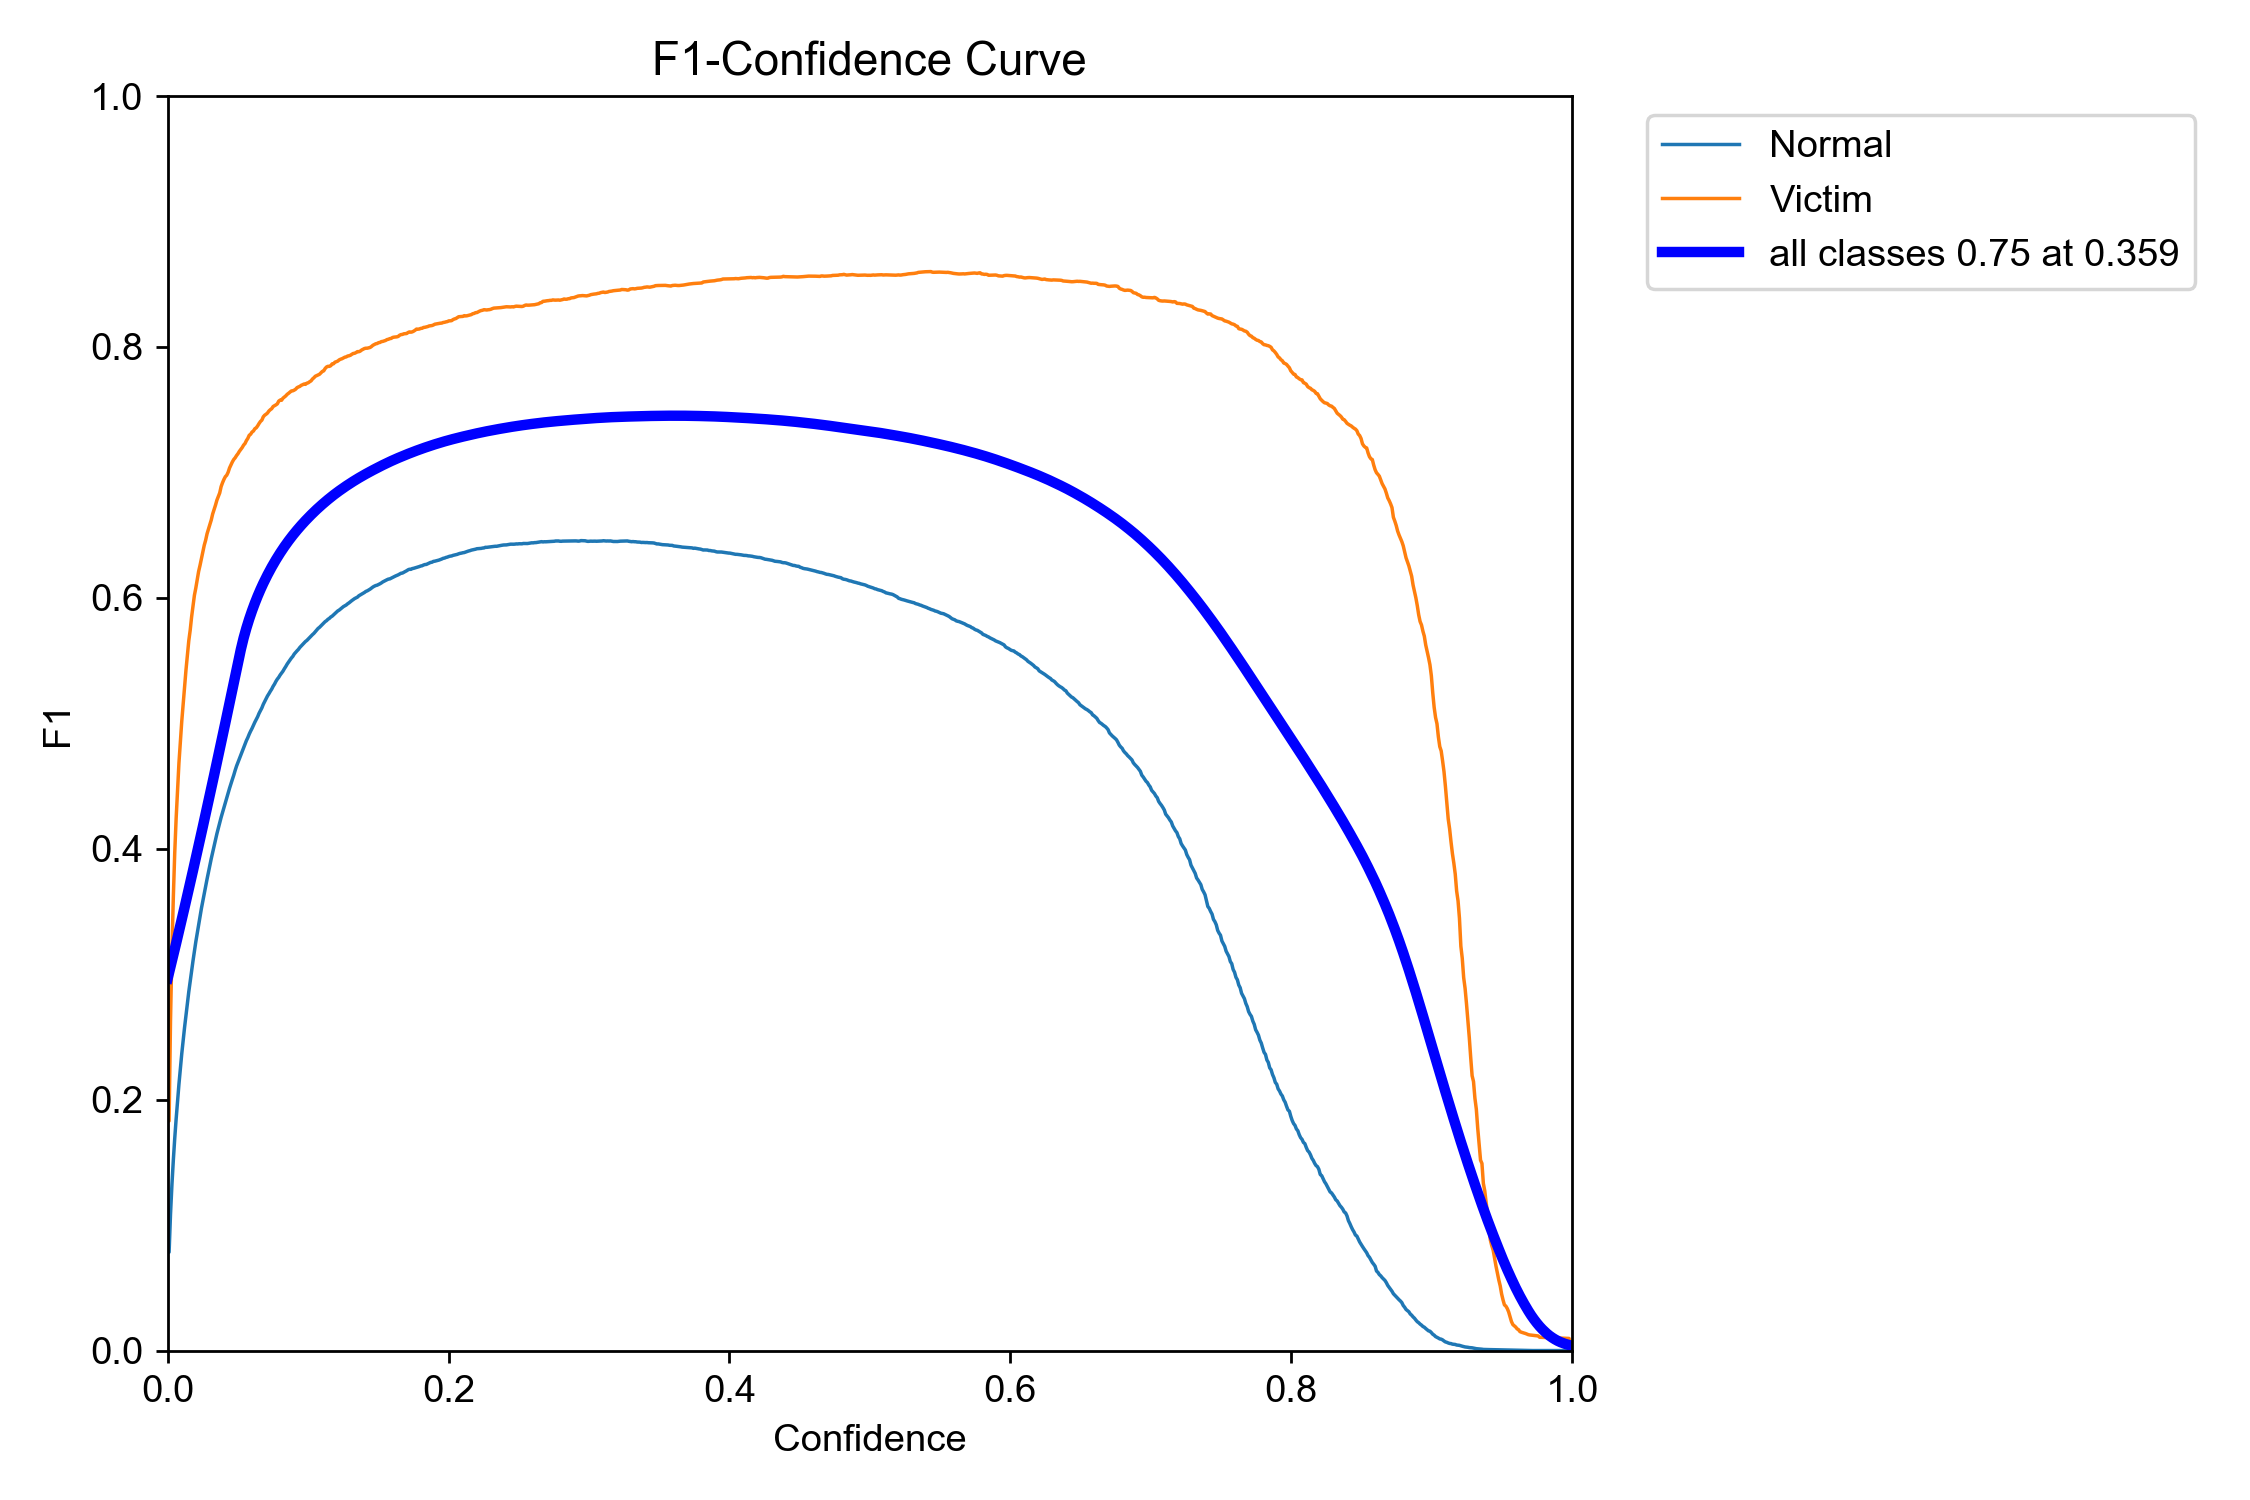 F1-Confidence Curve
1.0
0.8
0.6
0.4
0.2
0.0
F1
0.0 0.2 0.4 0.6 0.8 1.0
Confidence
Normal
Victim
all classes 0.75 at 0.359